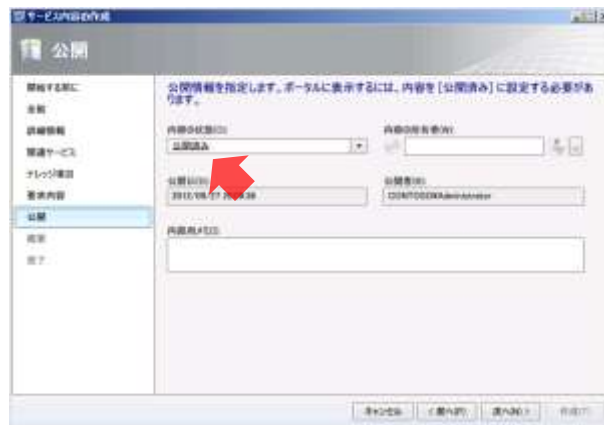 サービス内容の作成
公開
開始する前に
全般
詳細情報
関連サービス
ナレッジ項目
要求内容
公開
概要
完了
公開情報を指定します。ポータルに表示するには、内容を [公開済み] に設定する必要があ
ります。
内容の状態(C)
内容の所有者(W)
公開済み
公開日(D)
公開者(H)
2012/09/27
CONTOSO\Administrator
内部用メモ(I)
キャンセル
< 前へ(P)
次へ(N) >
作成(T)